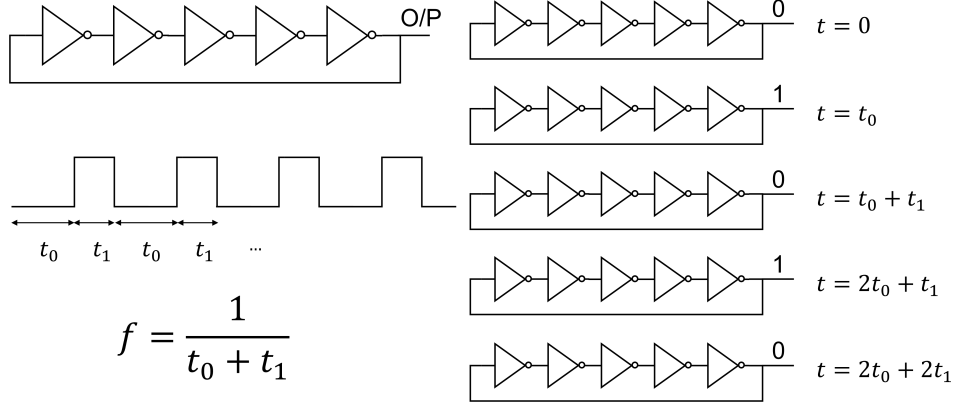 O/P
t₀ t₁ t₀ t₁ ...
f = 1 / (t₀ + t₁)
0 t = 0
1 t = t₀
0 t = t₀ + t₁
1 t = 2t₀ + t₁
0 t = 2t₀ + 2t₁